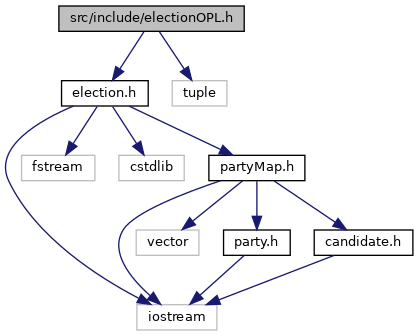 src/include/electionOPL.h
election.h
tuple
fstream
cstdlib
partyMap.h
vector
party.h
candidate.h
iostream